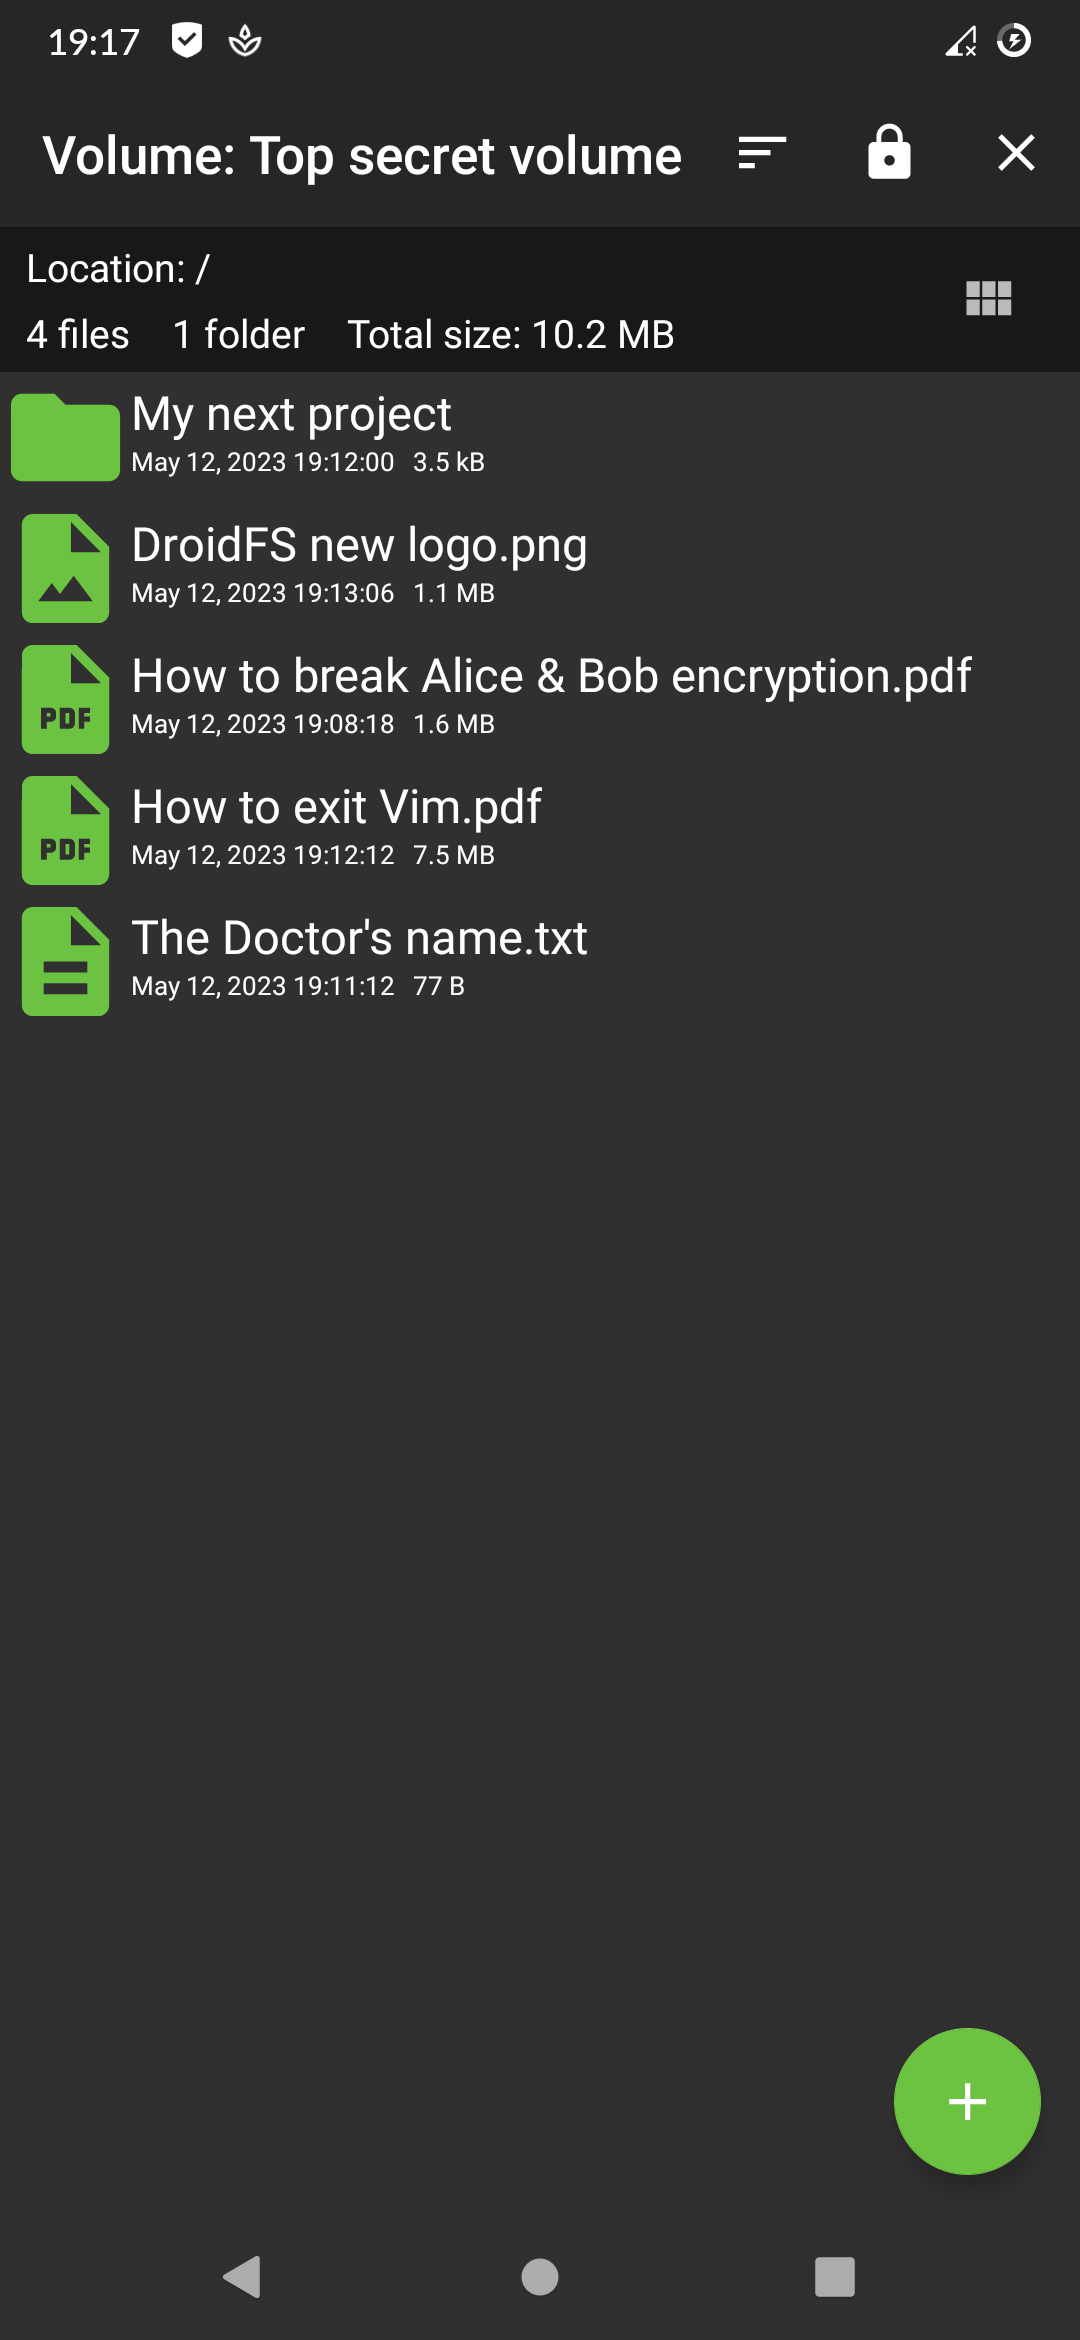 19:17
Volume: Top secret volume
Location: /
4 files 1 folder Total size: 10.2 MB
My next project
May 12, 2023 19:12:00 3.5 kB
DroidFS new logo.png
May 12, 2023 19:13:06 1.1 MB
How to break Alice & Bob encryption.pdf
PDF
May 12, 2023 19:08:18 1.6 MB
How to exit Vim.pdf
PDF
May 12, 2023 19:12:12 7.5 MB
The Doctor's name.txt
May 12, 2023 19:11:12 77 B